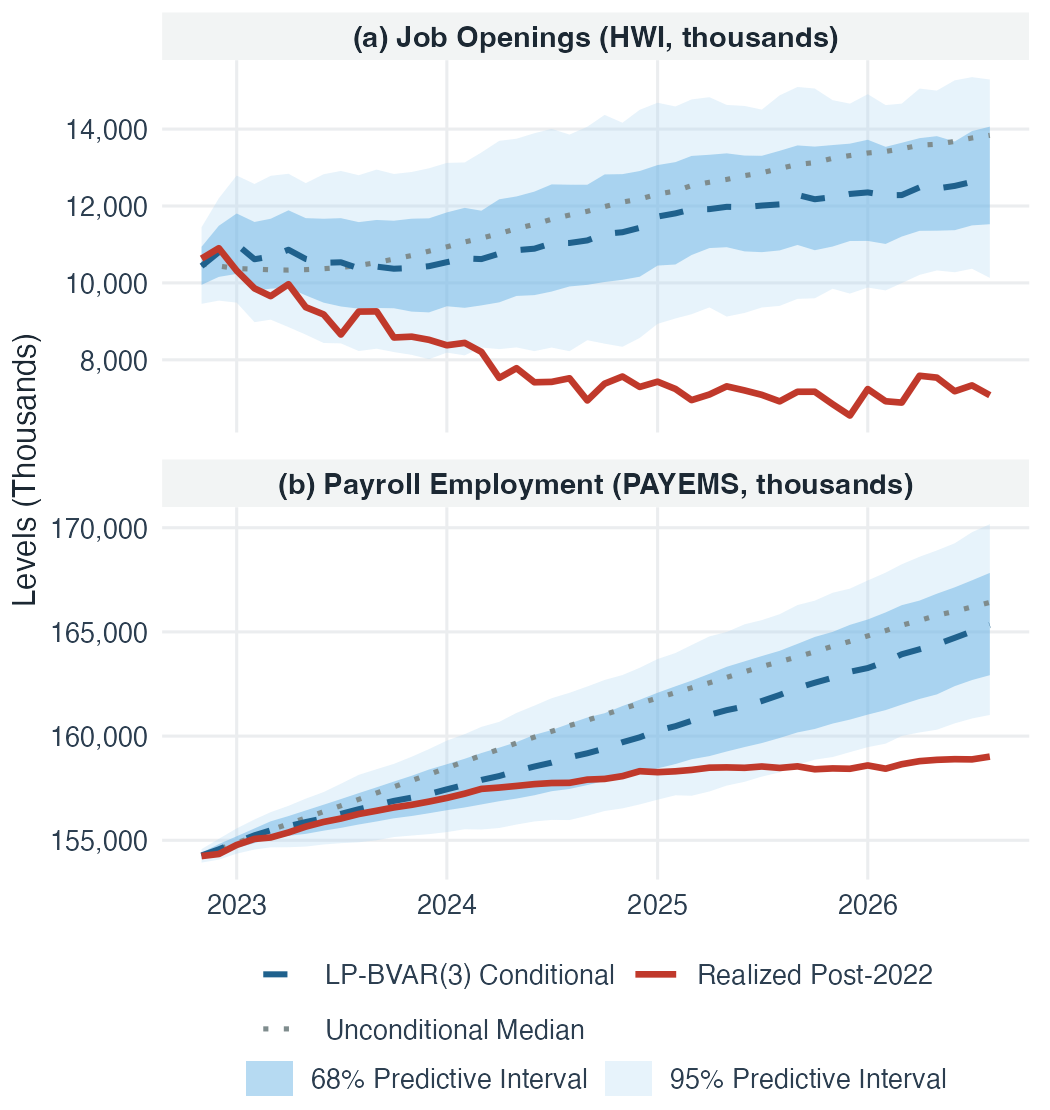 (a) Job Openings (HWI, thousands)
14,000
12,000
10,000
8,000
Levels (Thousands)
(b) Payroll Employment (PAYEMS, thousands)
170,000
165,000
160,000
155,000
2023 2024 2025 2026
LP-BVAR(3) Conditional Realized Post-2022
Unconditional Median
68% Predictive Interval 95% Predictive Interval